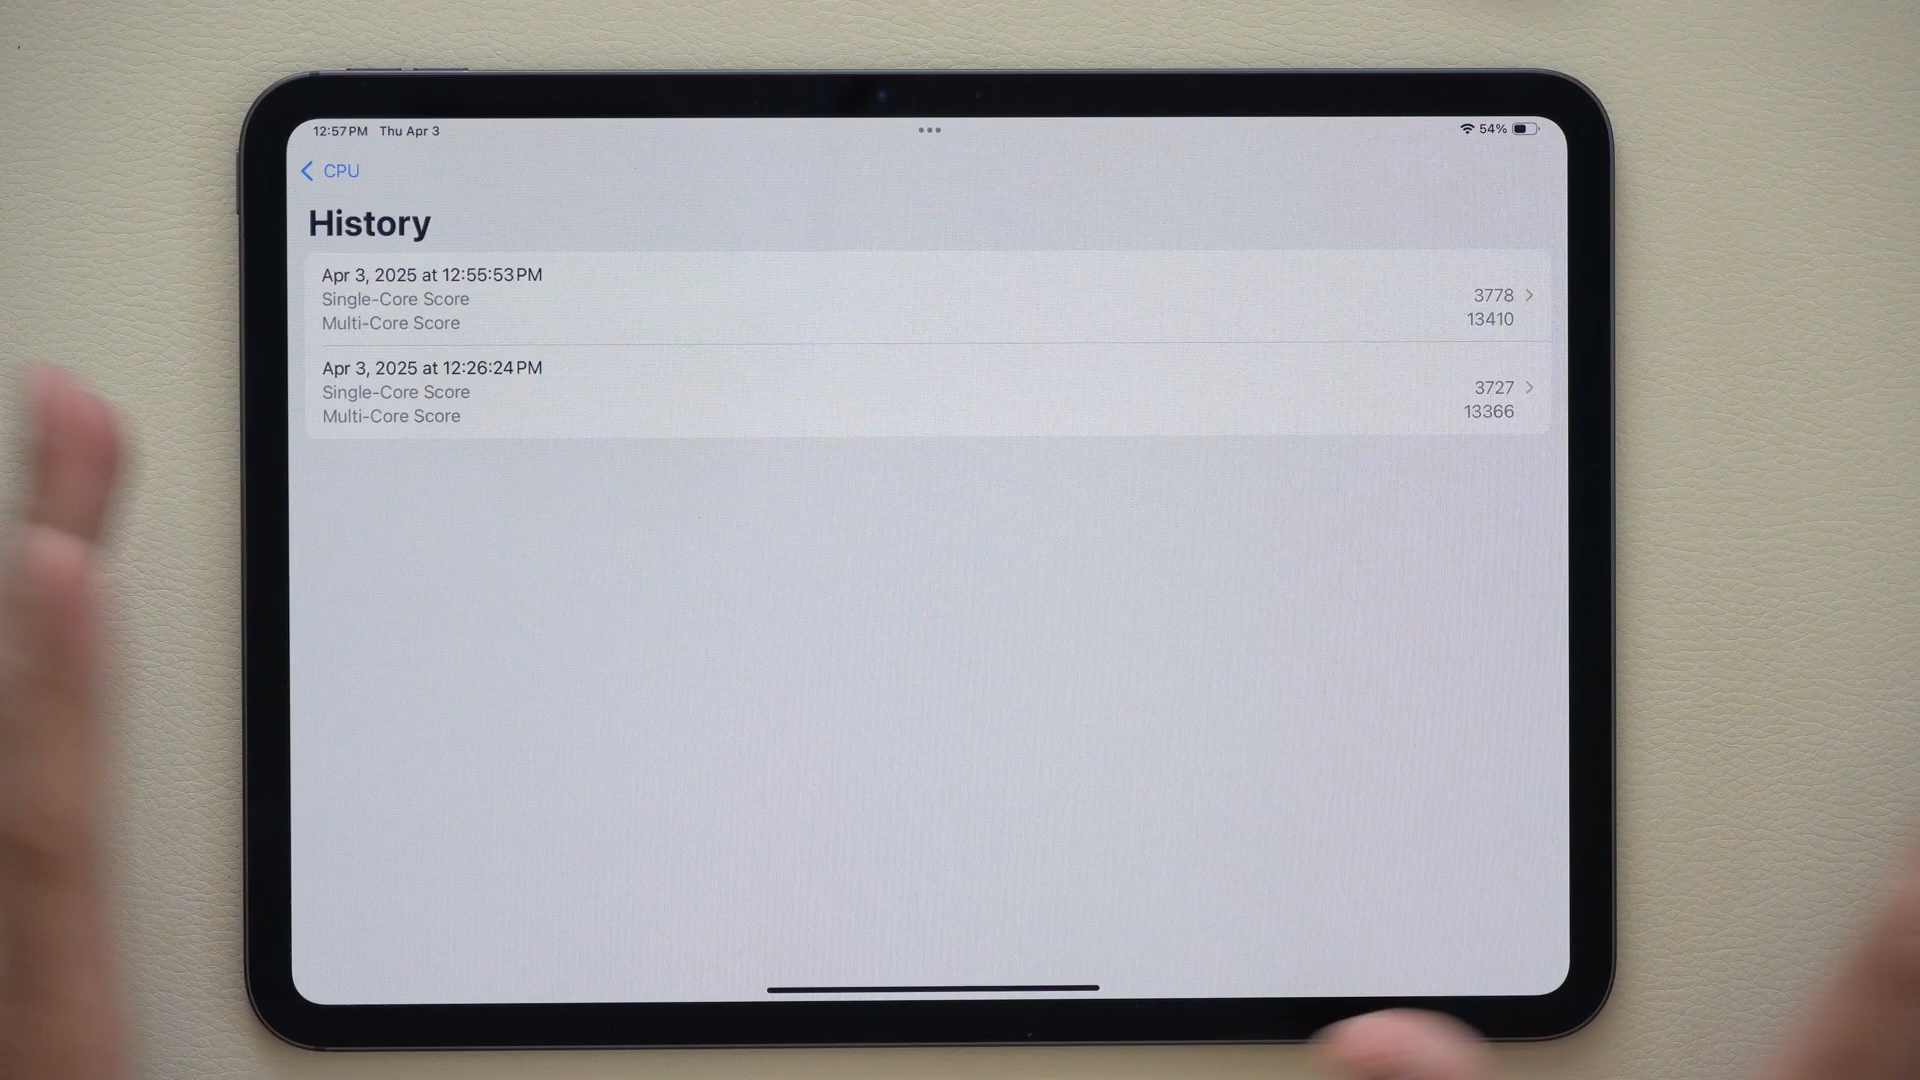 12:57 PM Thu Apr 3
54%
CPU
History
Apr 3, 2025 at 12:55:53 PM
Single-Core Score 3778
Multi-Core Score 13410
Apr 3, 2025 at 12:26:24 PM
Single-Core Score 3727
Multi-Core Score 13366